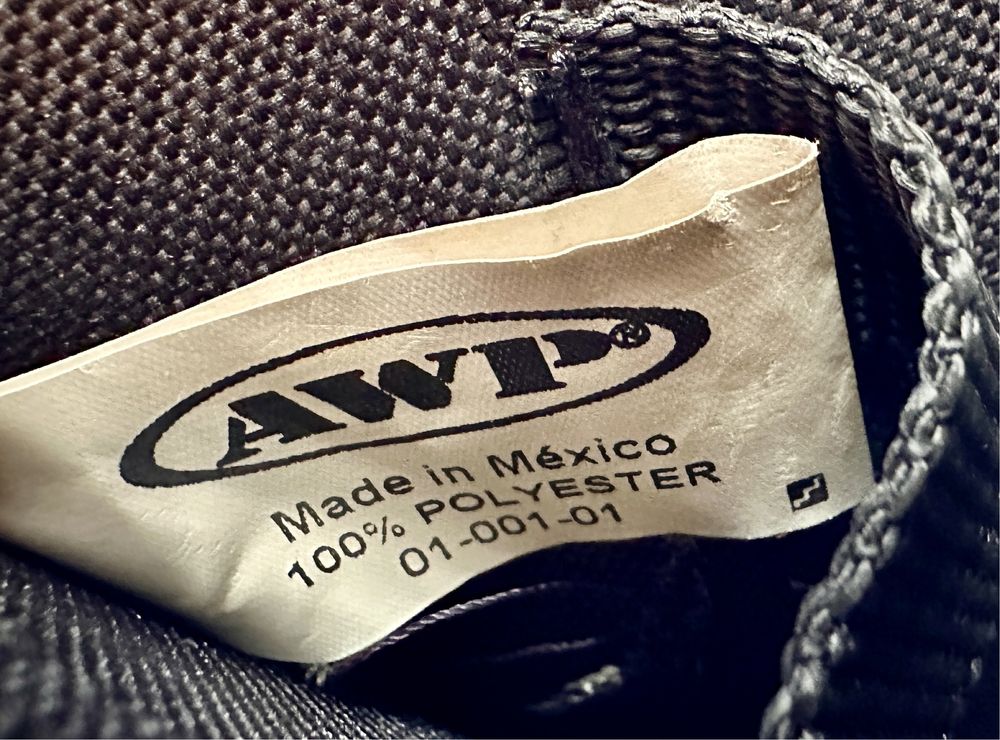 AWP®
Made in México
100% POLYESTER
01-001-01